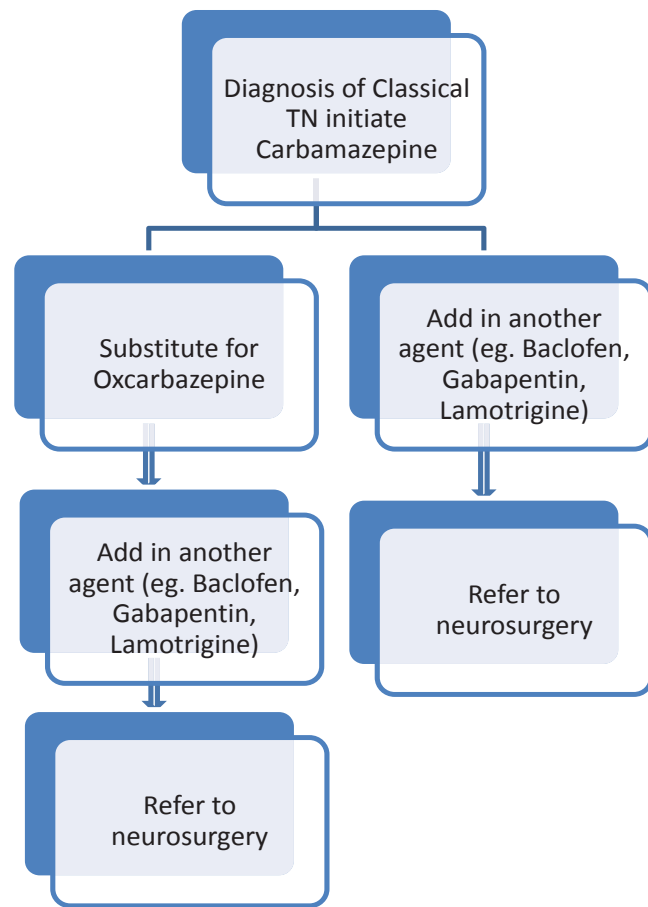 Diagnosis of Classical
TN initiate
Carbamazepine
Substitute for
Oxcarbazepine
Add in another
agent (eg. Baclofen,
Gabapentin,
Lamotrigine)
Add in another
agent (eg. Baclofen,
Gabapentin,
Lamotrigine)
Refer to
neurosurgery
Refer to
neurosurgery